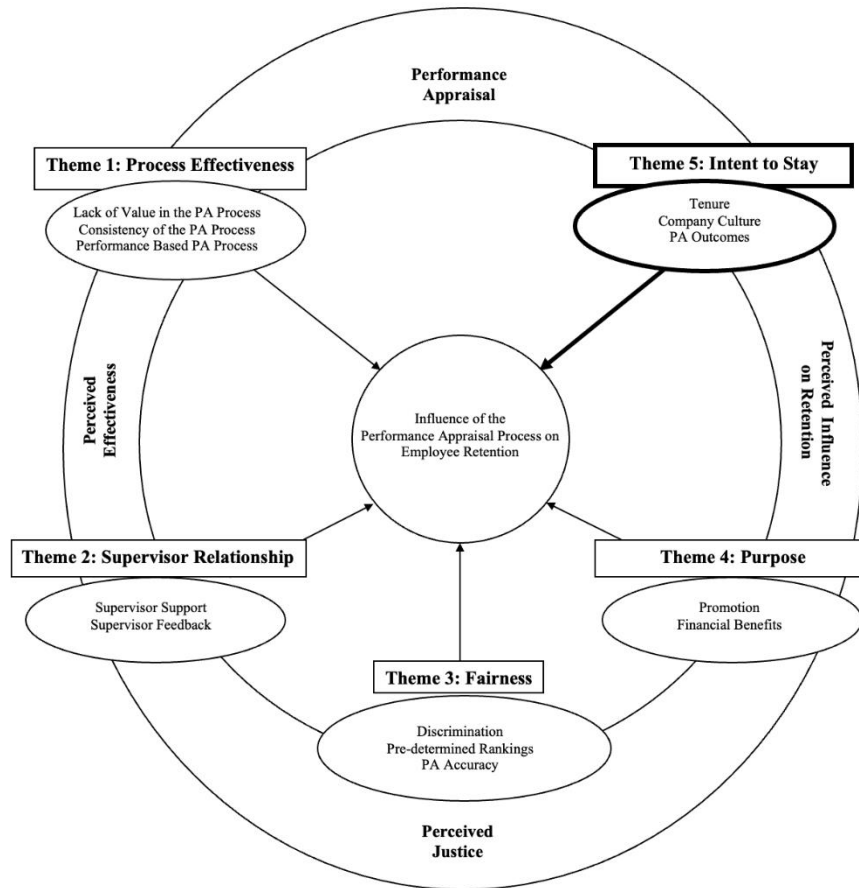 Performance
Appraisal
Theme 1: Process Effectiveness
Lack of Value in the PA Process
Consistency of the PA Process
Performance Based PA Process
Theme 5: Intent to Stay
Tenure
Company Culture
PA Outcomes
Perceived
Effectiveness
Influence of the
Performance Appraisal Process on
Employee Retention
Perceived Influence
on Retention
Theme 2: Supervisor Relationship
Supervisor Support
Supervisor Feedback
Theme 4: Purpose
Promotion
Financial Benefits
Theme 3: Fairness
Discrimination
Pre-determined Rankings
PA Accuracy
Perceived
Justice